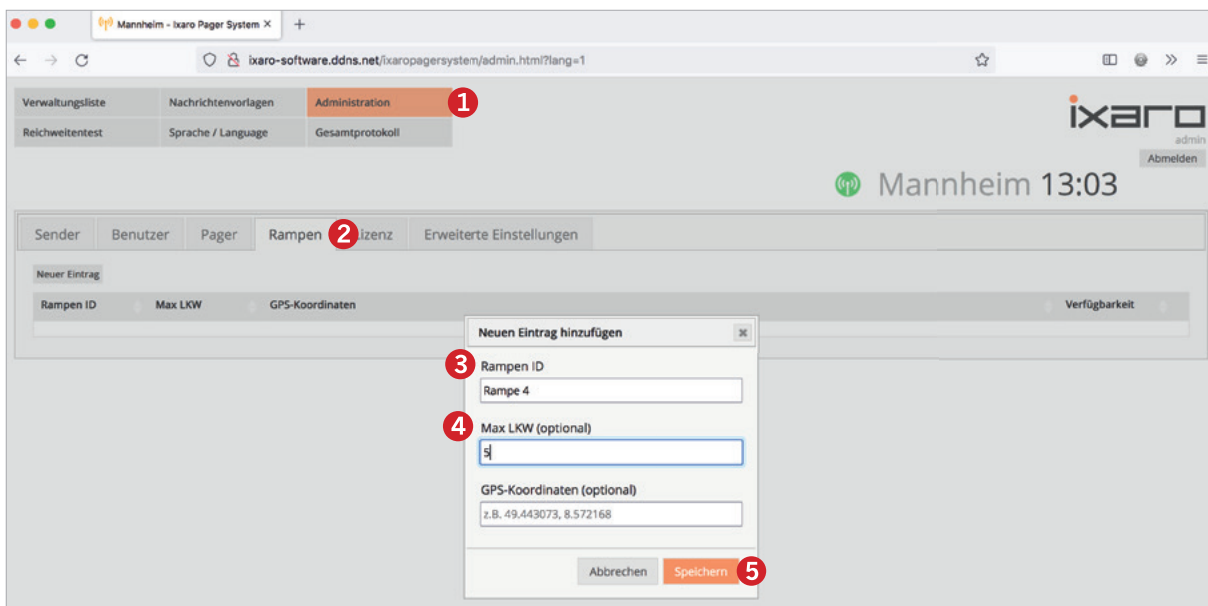 Mannheim - Ixaro Pager System ×
ixaro-software.ddns.net/ixaropagersystem/admin.html?lang=1
Verwaltungsliste Nachrichtenvorlagen Administration 1
Reichweitentest Sprache / Language Gesamtprotokoll
ixaro
admin
Abmelden
Mannheim 13:03
Sender Benutzer Pager Rampen 2 izenz Erweiterte Einstellungen
Neuer Eintrag
Rampen ID Max LKW GPS-Koordinaten Verfügbarkeit
Neuen Eintrag hinzufügen
3 Rampen ID
Rampe 4
4 Max LKW (optional)
5
GPS-Koordinaten (optional)
z.B. 49.443073, 8.572168
Abbrechen Speichern 5